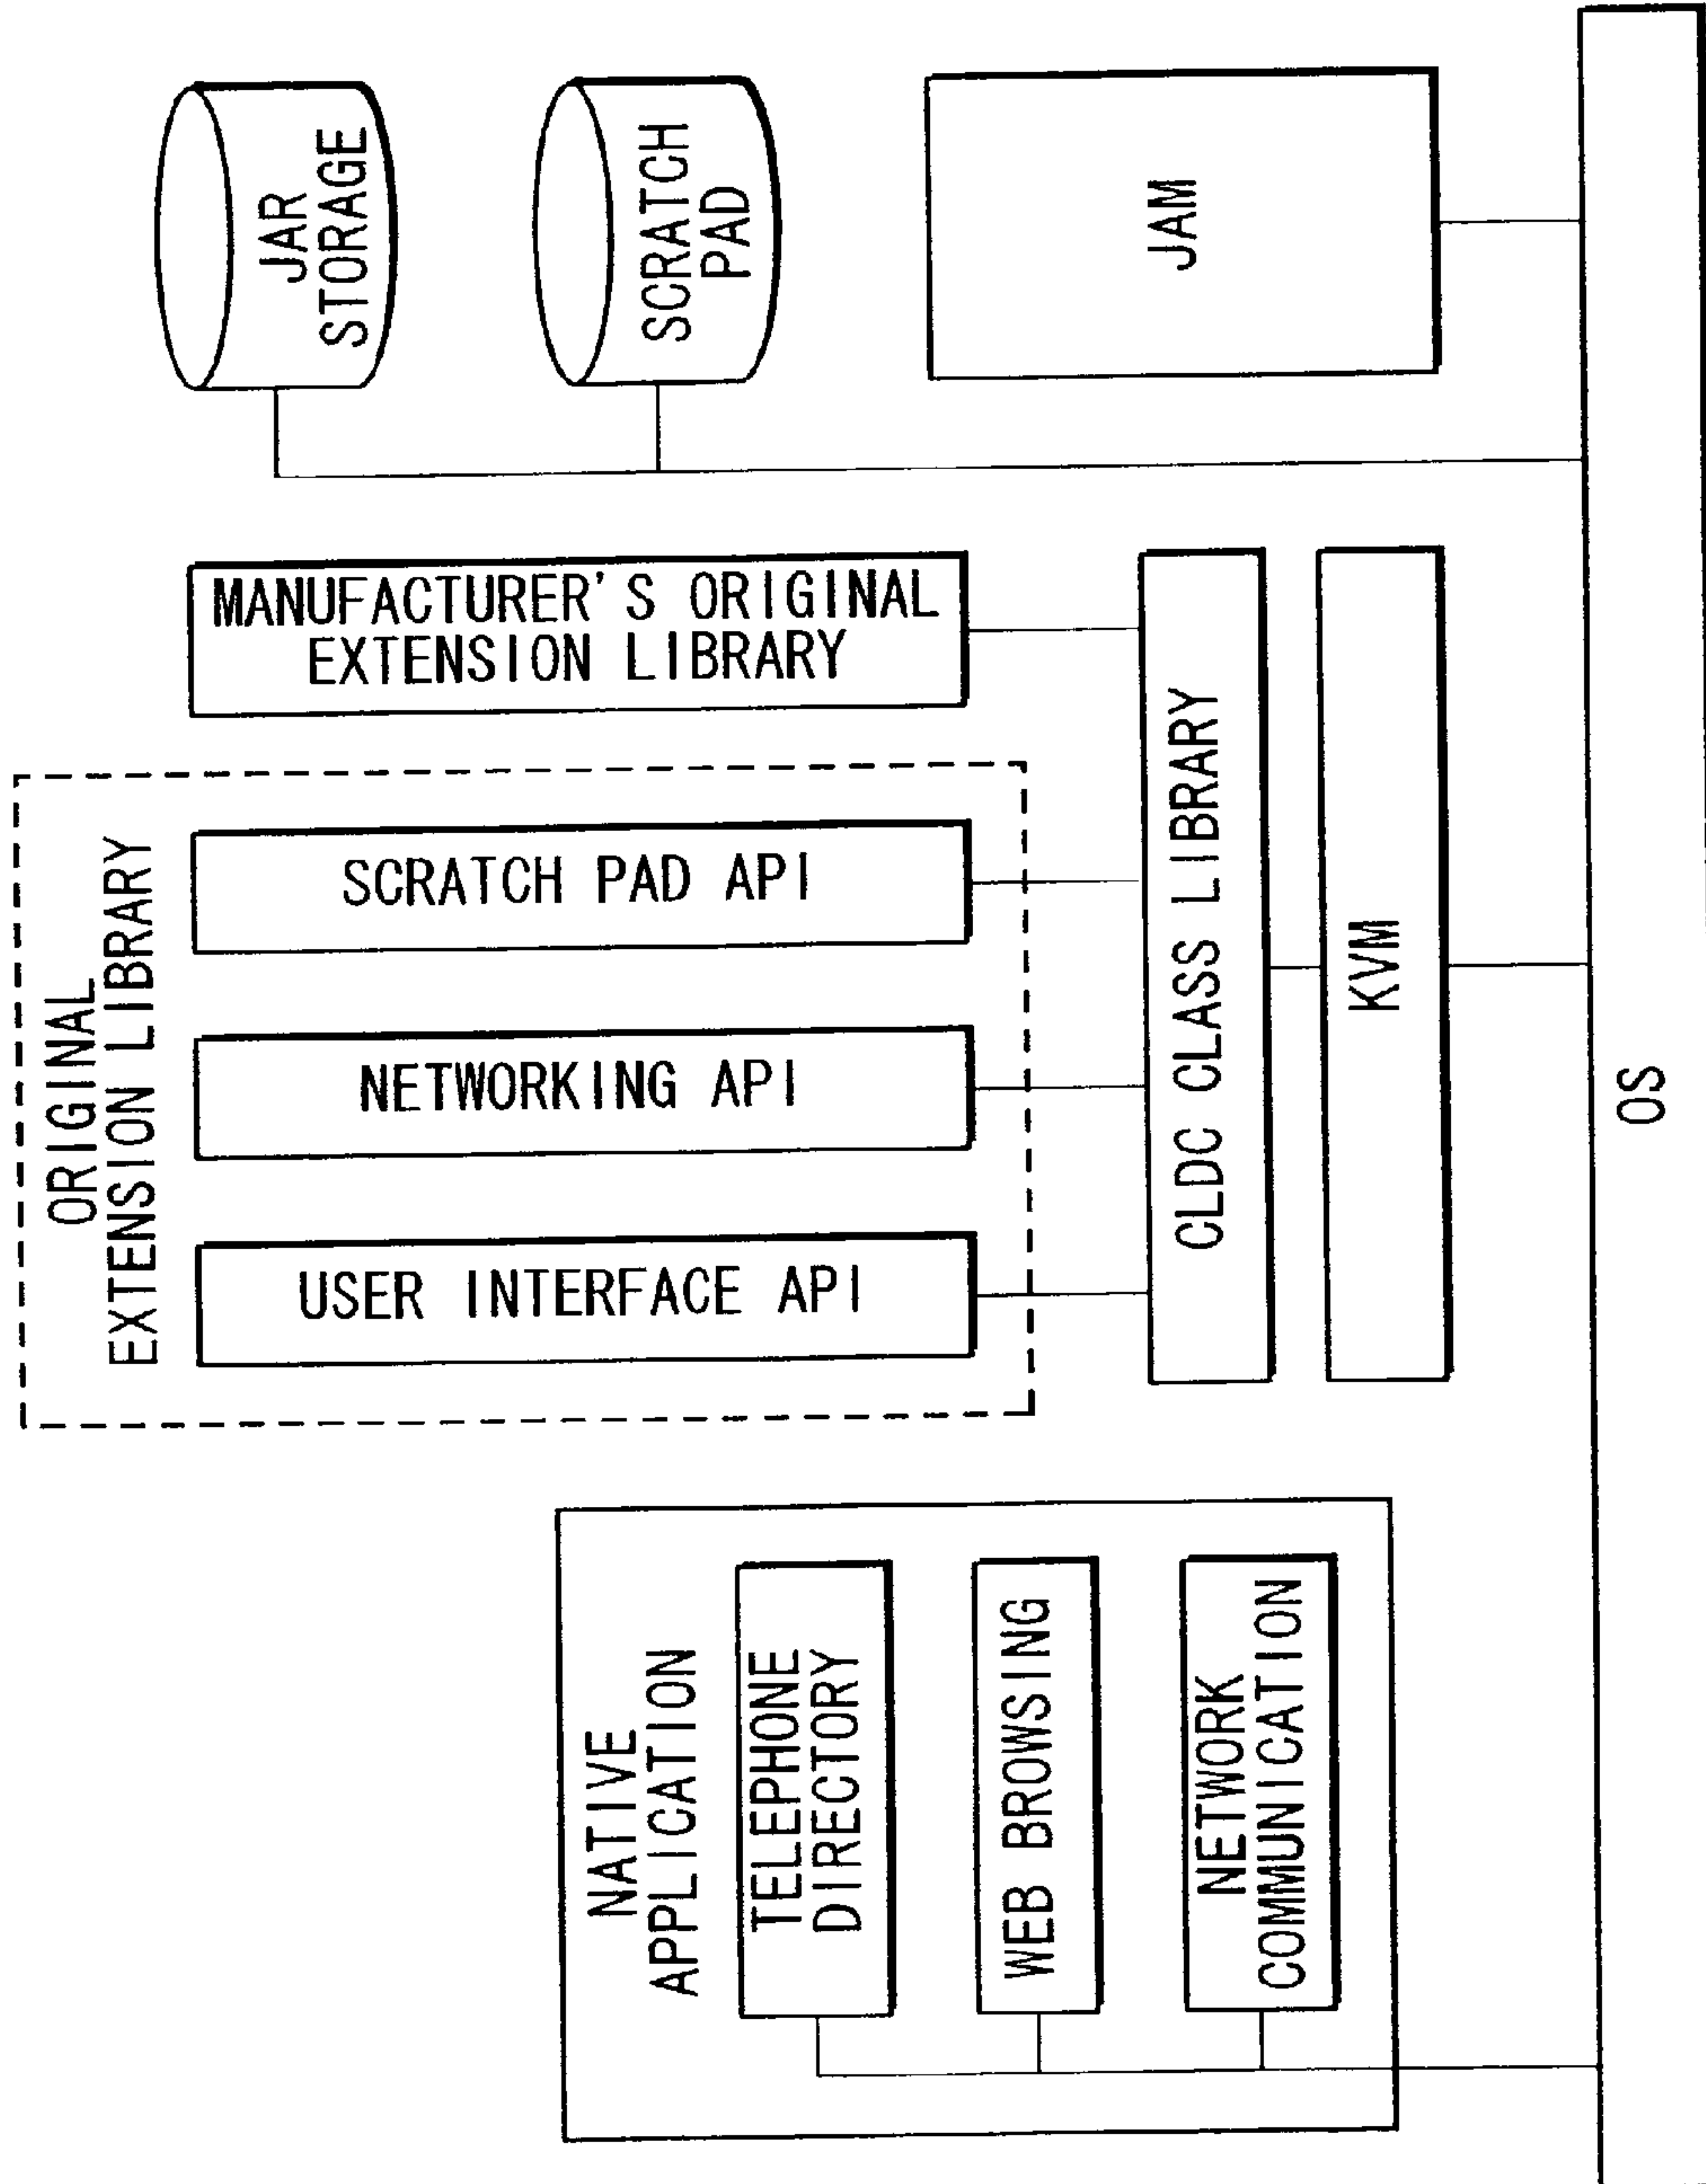 NATIVE
APPLICATION
TELEPHONE
DIRECTORY
WEB BROWSING
NETWORK
COMMUNICATION
ORIGINAL
EXTENSION LIBRARY
USER INTERFACE API
NETWORKING API
SCRATCH PAD API
MANUFACTURER'S ORIGINAL
EXTENSION LIBRARY
CLDC CLASS LIBRARY
KVM
JAR
STORAGE
SCRATCH
PAD
JAM
OS